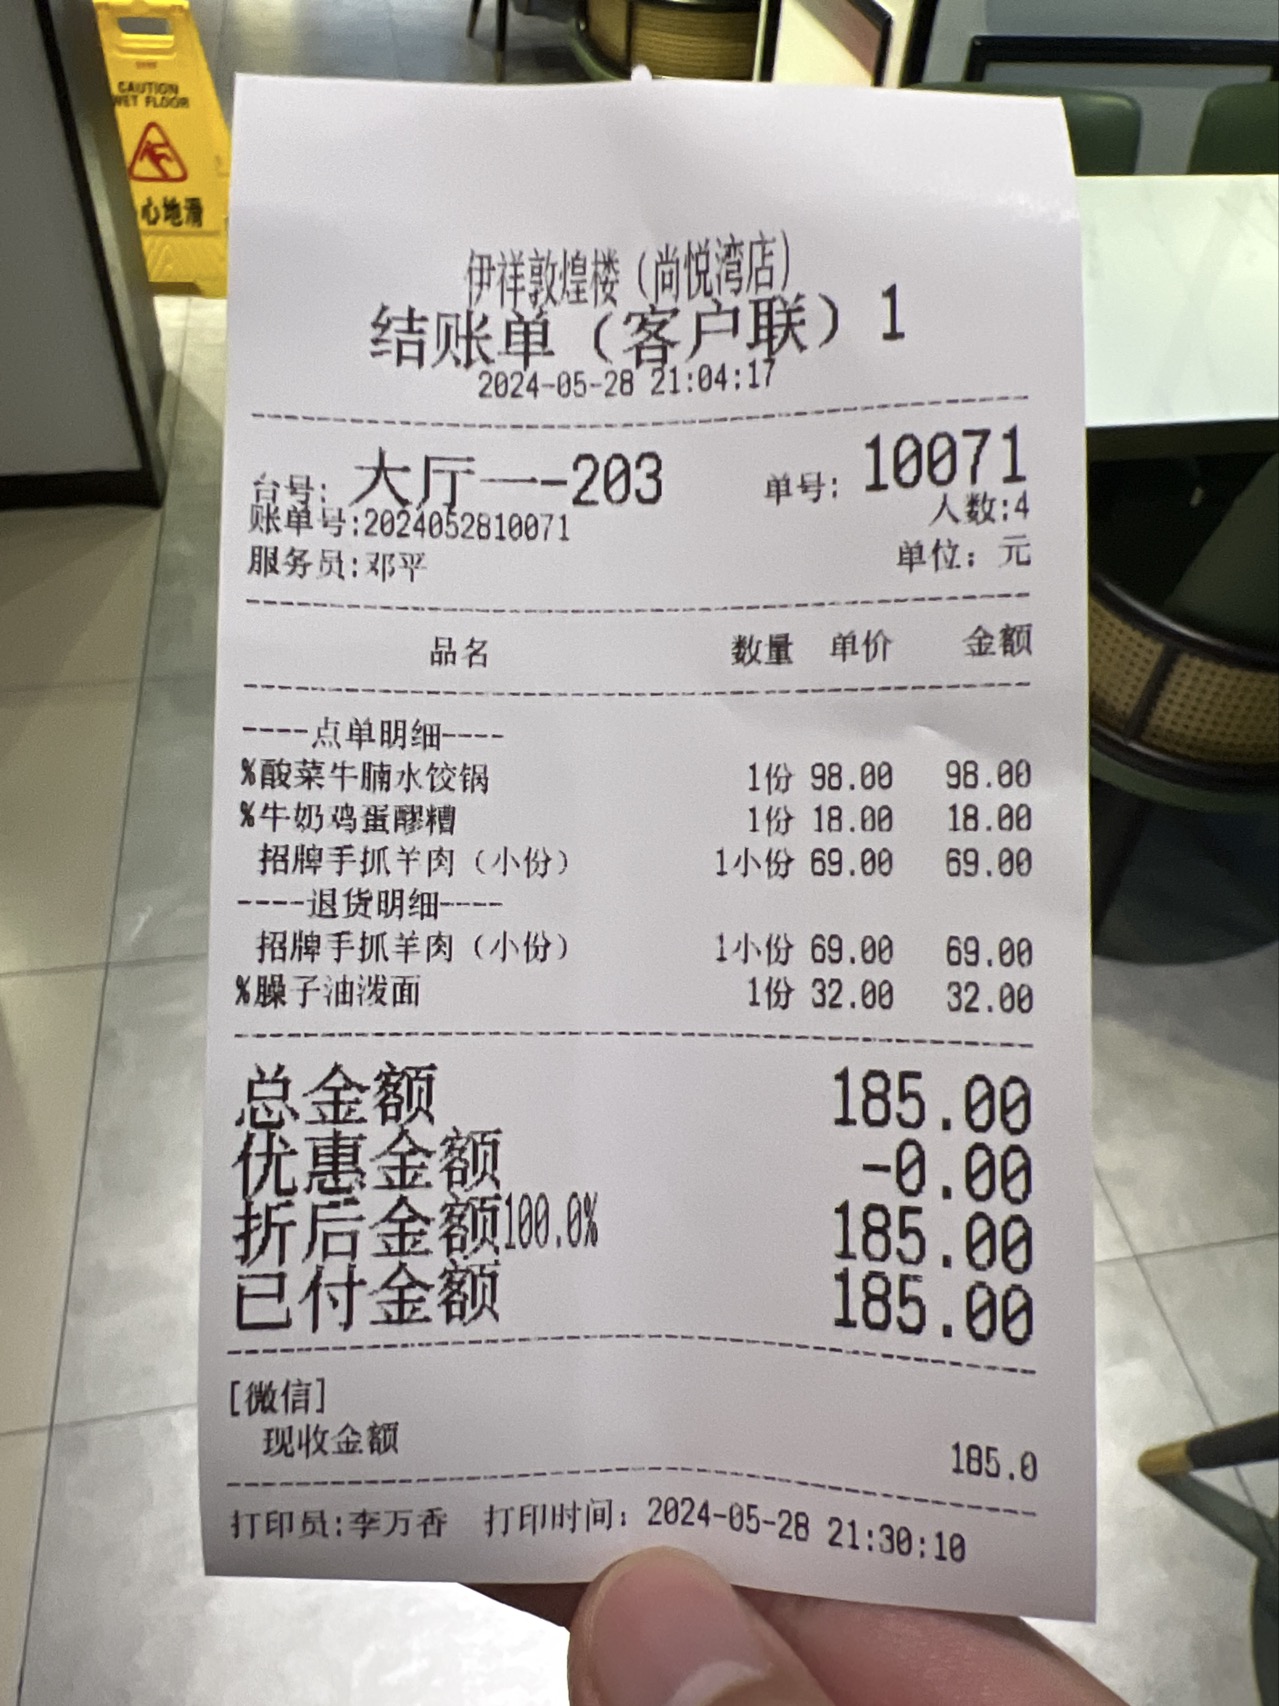 CAUTION
WET FLOOR
心地滑
伊祥敦煌楼（尚悦湾店）
结账单（客户联）1
2024-05-28 21:04:17
台号: 大厅一-203 单号: 10071
账单号:2024052810071 人数:4
服务员:邓平 单位: 元
品名 数量 单价 金额
----点单明细----
%酸菜牛腩水饺锅 1份 98.00 98.00
%牛奶鸡蛋醪糟 1份 18.00 18.00
招牌手抓羊肉（小份） 1小份 69.00 69.00
----退货明细----
招牌手抓羊肉（小份） 1小份 69.00 69.00
%臊子油泼面 1份 32.00 32.00
总金额 185.00
优惠金额 -0.00
折后金额100.0% 185.00
已付金额 185.00
[微信]
现收金额 185.0
打印员:李万香 打印时间: 2024-05-28 21:30:10